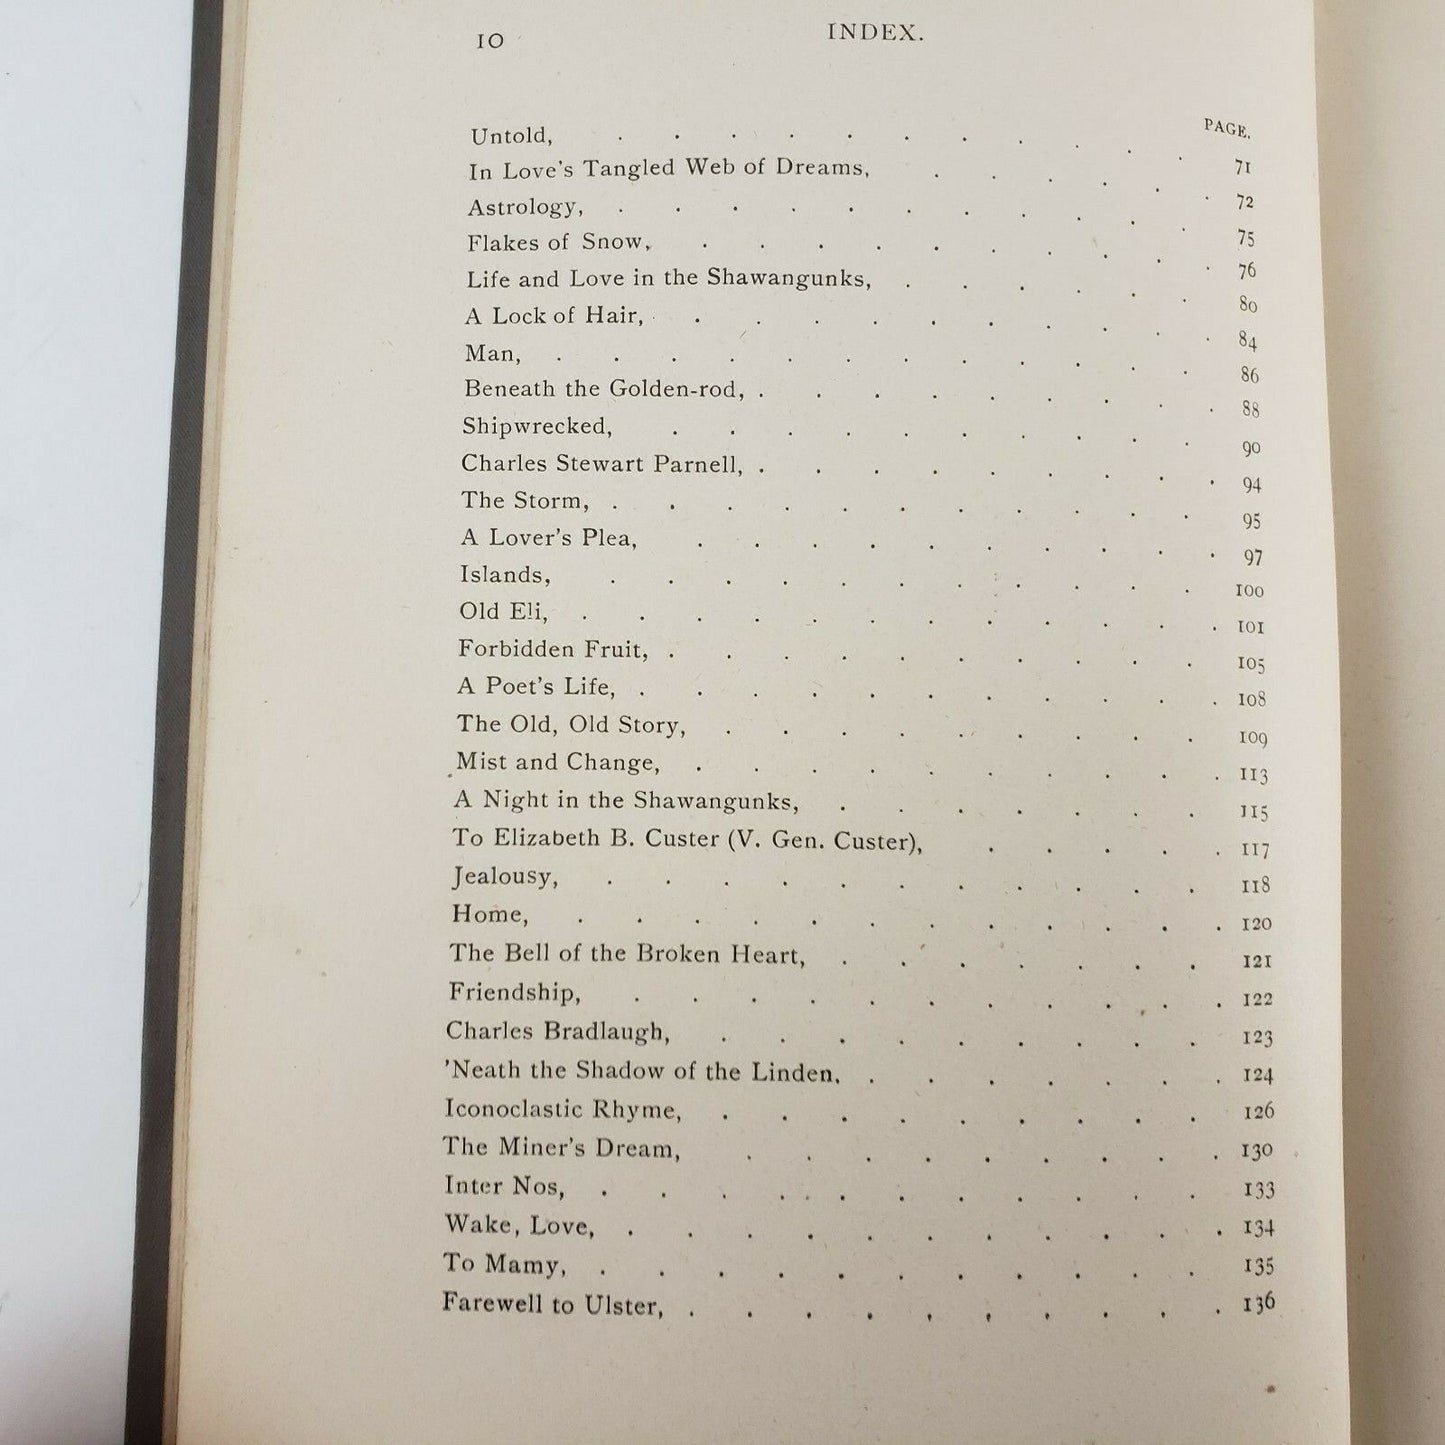 10 INDEX.
PAGE.
Untold, . . . . . . . . . . 71
In Love's Tangled Web of Dreams, . . . . . . 72
Astrology, . . . . . . . . . . . 75
Flakes of Snow, . . . . . . . . . . 76
Life and Love in the Shawangunks, . . . . . . 80
A Lock of Hair, . . . . . . . . . . 84
Man, . . . . . . . . . . . . 86
Beneath the Golden-rod, . . . . . . . . . 88
Shipwrecked, . . . . . . . . . . 90
Charles Stewart Parnell, . . . . . . . . . 94
The Storm, . . . . . . . . . . . 95
A Lover's Plea, . . . . . . . . . . 97
Islands, . . . . . . . . . . . 100
Old Eli, . . . . . . . . . . . . 101
Forbidden Fruit, . . . . . . . . . . 105
A Poet's Life, . . . . . . . . . . . 108
The Old, Old Story, . . . . . . . . . 109
Mist and Change, . . . . . . . . . . 113
A Night in the Shawangunks, . . . . . . . 115
To Elizabeth B. Custer (V. Gen. Custer), . . . . . 117
Jealousy, . . . . . . . . . . . 118
Home, . . . . . . . . . . . . 120
The Bell of the Broken Heart, . . . . . . . 121
Friendship, . . . . . . . . . . . 122
Charles Bradlaugh, . . . . . . . . . 123
'Neath the Shadow of the Linden, . . . . . . . 124
Iconoclastic Rhyme, . . . . . . . . . 126
The Miner's Dream, . . . . . . . . . 130
Inter Nos, . . . . . . . . . . . 133
Wake, Love, . . . . . . . . . . . 134
To Mamy, . . . . . . . . . . . 135
Farewell to Ulster, . . . . . . . . . . 136